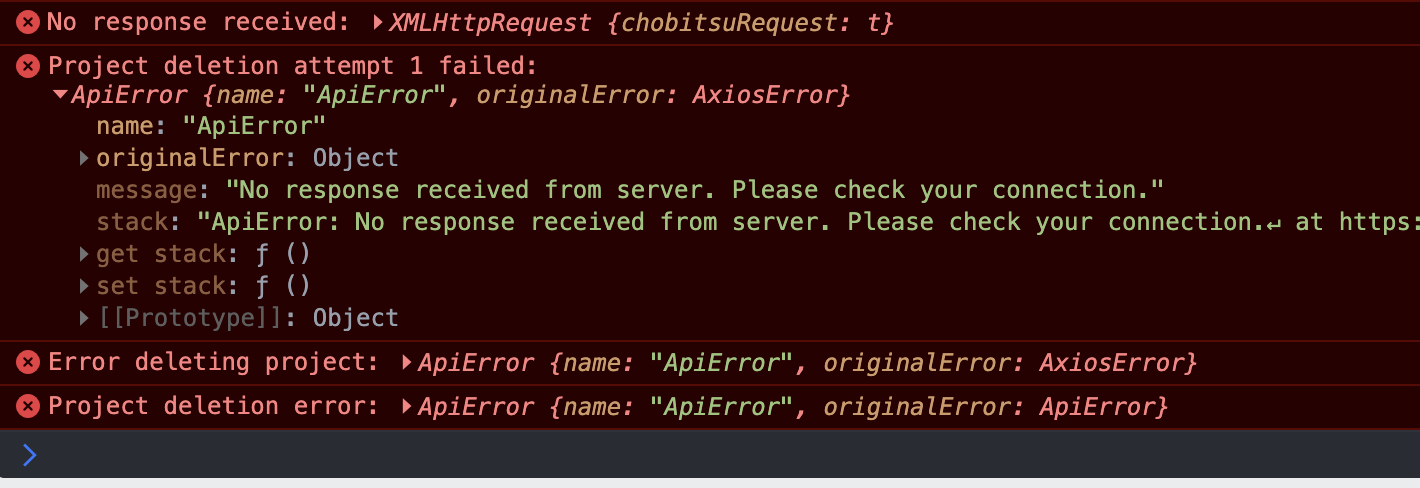 No response received: XMLHttpRequest {chobitsuRequest: t}
Project deletion attempt 1 failed:
ApiError {name: "ApiError", originalError: AxiosError}
name: "ApiError"
originalError: Object
message: "No response received from server. Please check your connection."
stack: "ApiError: No response received from server. Please check your connection.↵ at https:
get stack: ƒ ()
set stack: ƒ ()
[[Prototype]]: Object
Error deleting project: ApiError {name: "ApiError", originalError: AxiosError}
Project deletion error: ApiError {name: "ApiError", originalError: ApiError}